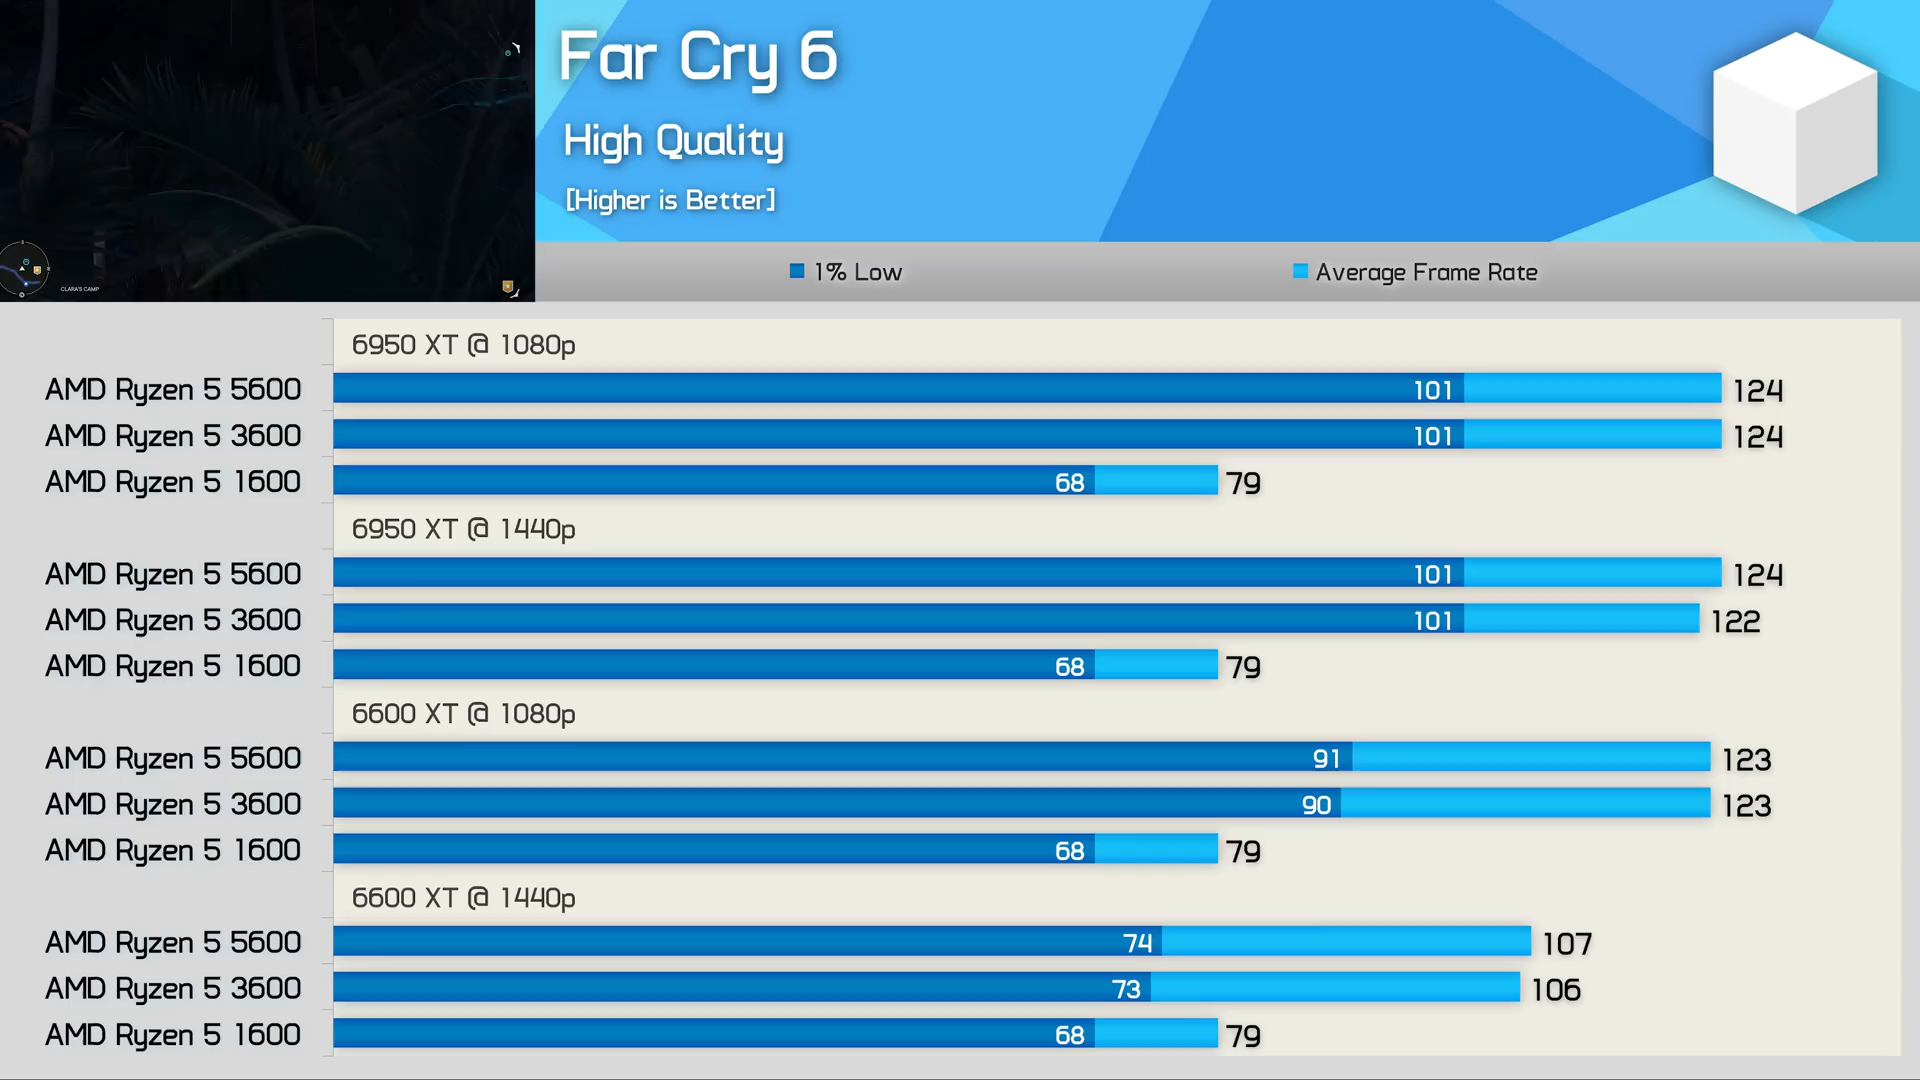 Far Cry 6
High Quality
[Higher is Better]
1% Low
Average Frame Rate
CLARA'S CAMP
6950 XT @ 1080p
AMD Ryzen 5 5600 101 124
AMD Ryzen 5 3600 101 124
AMD Ryzen 5 1600 68 79
6950 XT @ 1440p
AMD Ryzen 5 5600 101 124
AMD Ryzen 5 3600 101 122
AMD Ryzen 5 1600 68 79
6600 XT @ 1080p
AMD Ryzen 5 5600 91 123
AMD Ryzen 5 3600 90 123
AMD Ryzen 5 1600 68 79
6600 XT @ 1440p
AMD Ryzen 5 5600 74 107
AMD Ryzen 5 3600 73 106
AMD Ryzen 5 1600 68 79